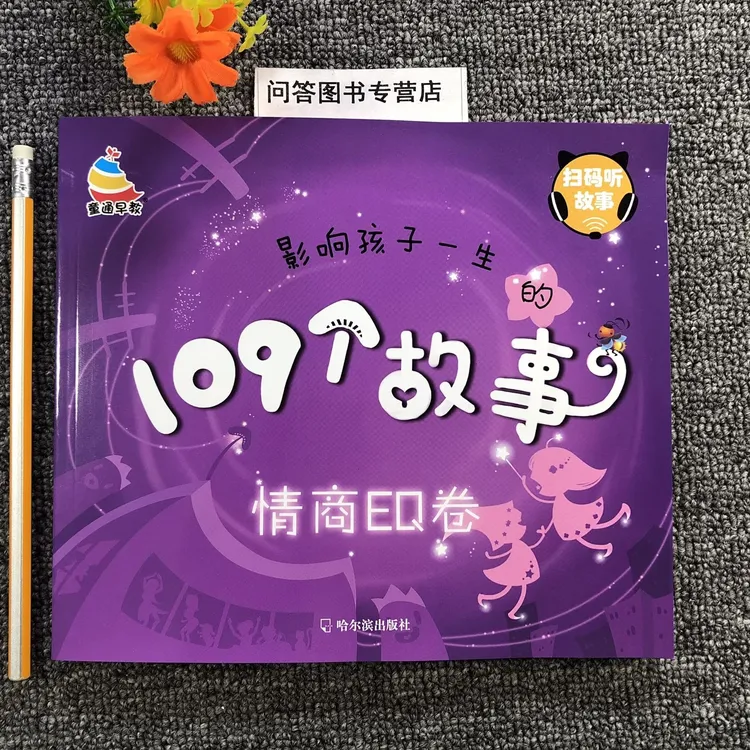 问答图书专营店
童通早教
扫码听
故事
影响孩子一生
的
109个故事
情商EQ卷
哈尔滨出版社